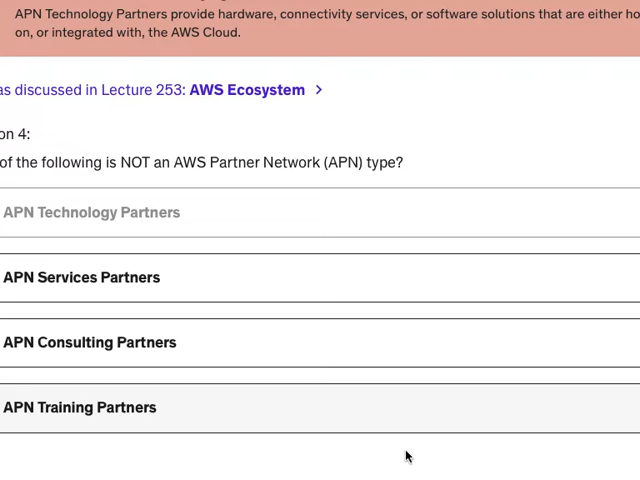 APN Technology Partners provide hardware, connectivity services, or software solutions that are either ho
on, or integrated with, the AWS Cloud.
as discussed in Lecture 253: AWS Ecosystem
on 4:
of the following is NOT an AWS Partner Network (APN) type?
APN Technology Partners
APN Services Partners
APN Consulting Partners
APN Training Partners